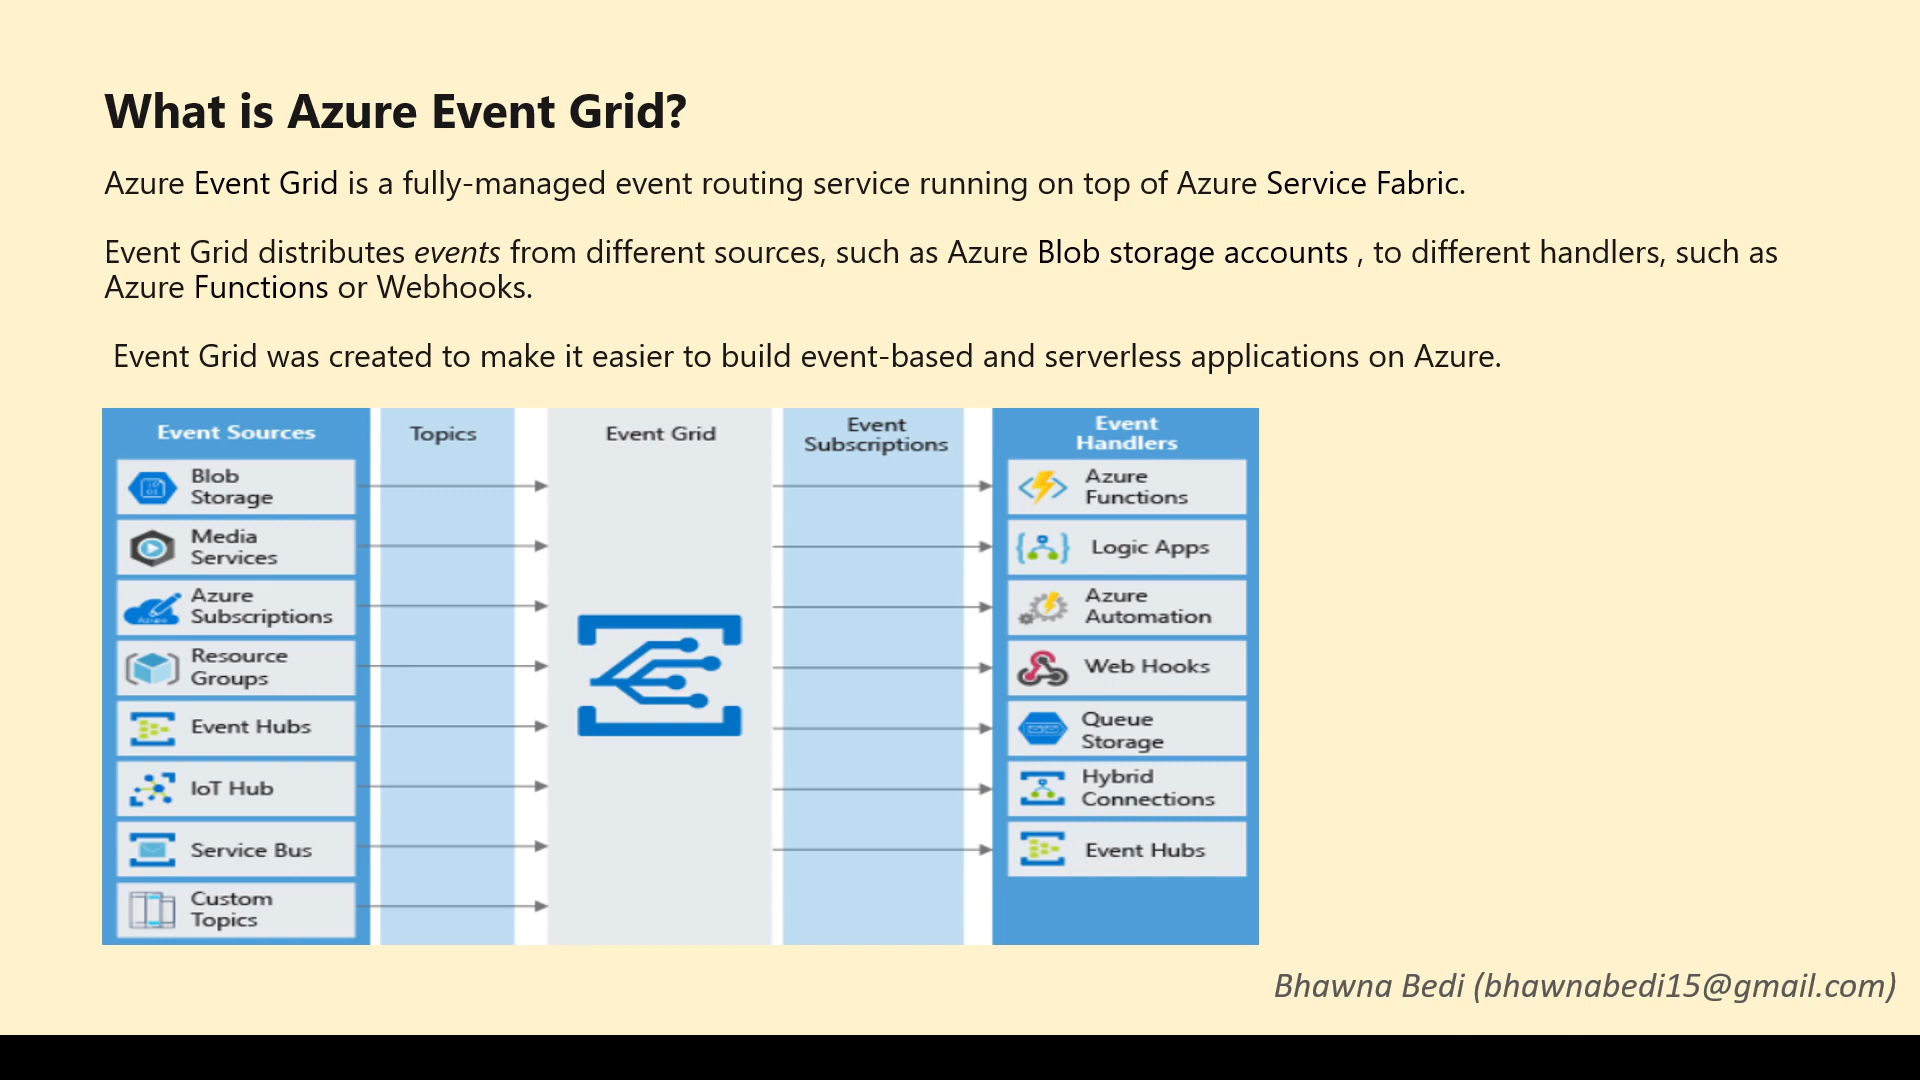 What is Azure Event Grid?
Azure Event Grid is a fully-managed event routing service running on top of Azure Service Fabric.
Event Grid distributes events from different sources, such as Azure Blob storage accounts , to different handlers, such as
Azure Functions or Webhooks.
Event Grid was created to make it easier to build event-based and serverless applications on Azure.
Event Sources
Blob
Storage
Media
Services
Azure
Subscriptions
Resource
Groups
Event Hubs
IoT Hub
Service Bus
Custom
Topics
Topics
Event Grid
Event
Subscriptions
Event
Handlers
Azure
Functions
Logic Apps
Azure
Automation
Web Hooks
Queue
Storage
Hybrid
Connections
Event Hubs
Bhawna Bedi (bhawnabedi15@gmail.com)